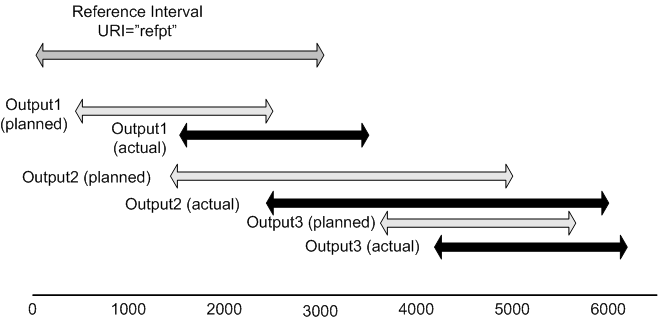 Reference Interval
URI=”refpt”
Output1
(planned)
Output1
(actual)
Output2 (planned)
Output2 (actual)
Output3 (planned)
Output3 (actual)
0 1000 2000 3000 4000 5000 6000